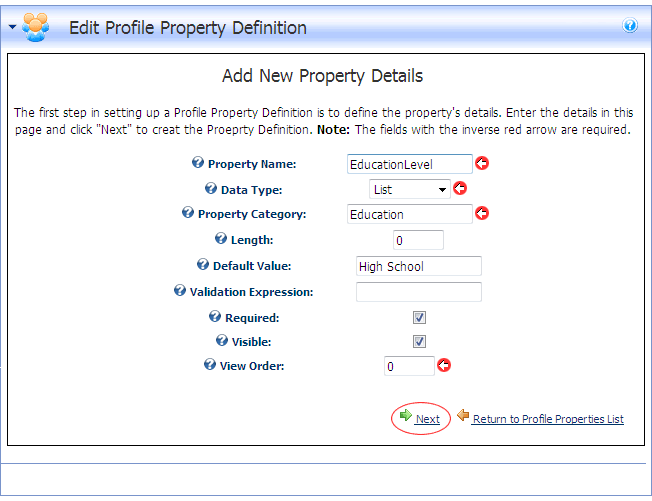 Edit Profile Property Definition
Add New Property Details
The first step in setting up a Profile Property Definition is to define the property's details. Enter the details in this
page and click "Next" to creat the Proeprty Definition. Note: The fields with the inverse red arrow are required.
Property Name: EducationLevel
Data Type: List
Property Category: Education
Length: 0
Default Value: High School
Validation Expression:
Required:
Visible:
View Order: 0
Next Return to Profile Properties List